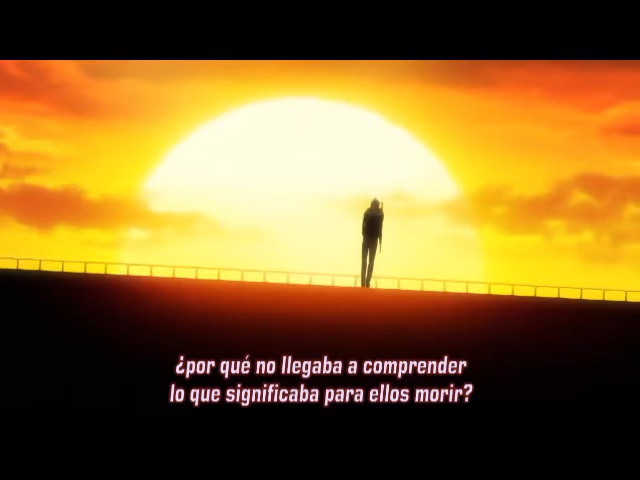 ¿por qué no llegaba a comprender
lo que significaba para ellos morir?